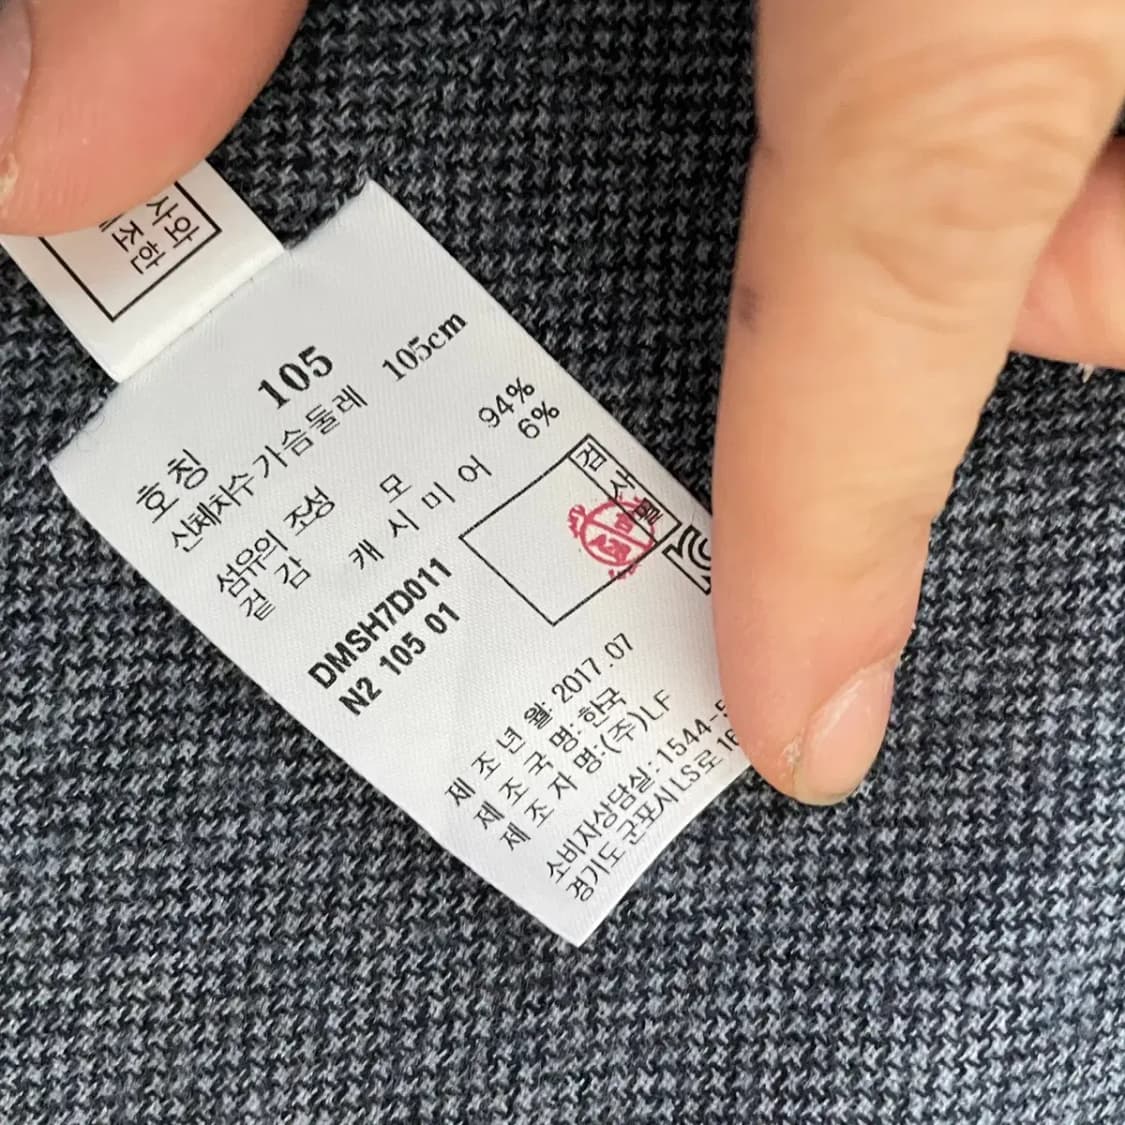 사와
제조한
호칭 105
신체치수 가슴둘레 105cm
섬유의 조성
겉감 모 94%
캐시미어 6%
DMSH7D011
N2 105 01
검사필
제조년월:2017.07
제조국명:한국
제조자명:(주)LF
소비자상담실:1544-5
경기도 군포시 LS로 16